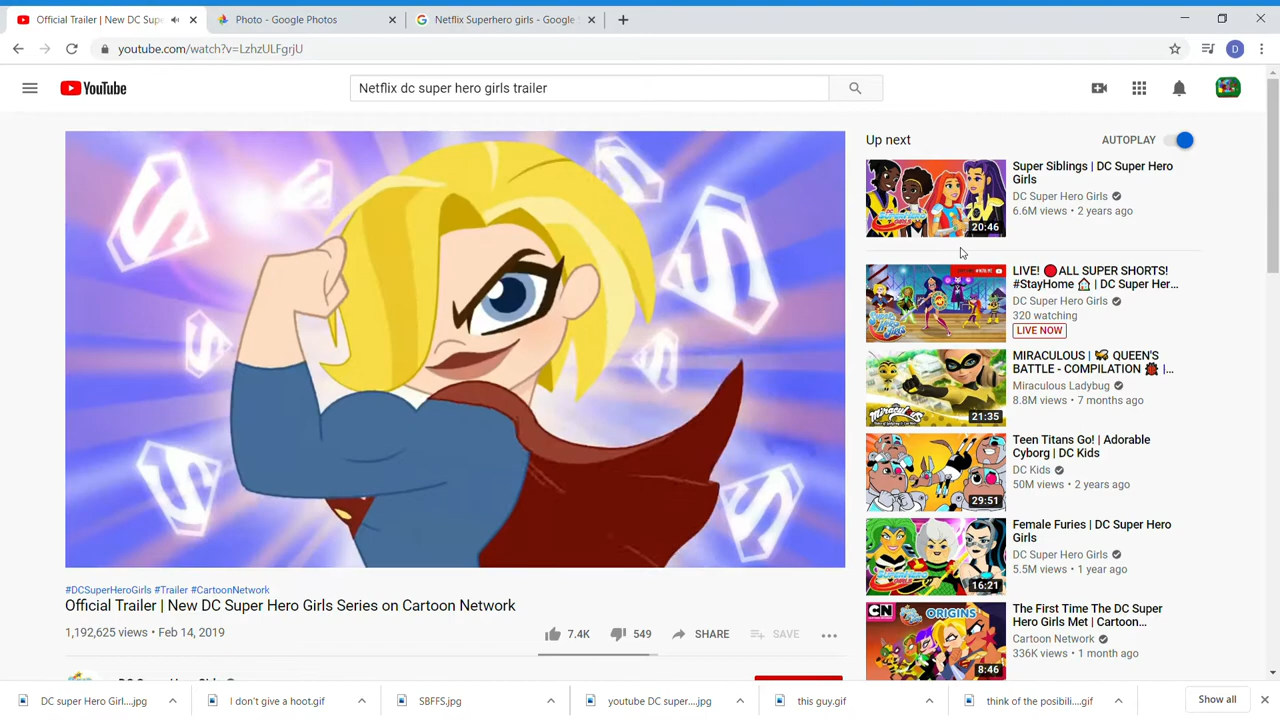 Official Trailer | New DC Supe
Photo - Google Photos
Netflix Superhero girls - Google S
youtube.com/watch?v=LzhzULFgrjU
D
YouTube
Netflix dc super hero girls trailer
Up next
AUTOPLAY
Super Siblings | DC Super Hero
Girls
DC Super Hero Girls
6.6M views • 2 years ago
20:46
LIVE! 🔴ALL SUPER SHORTS!
#StayHome 🏠 | DC Super Her...
DC Super Hero Girls
320 watching
LIVE NOW
MIRACULOUS | 🐝 QUEEN'S
BATTLE - COMPILATION 🐞 |...
Miraculous Ladybug
8.8M views • 7 months ago
MIRACULOUS
21:35
Teen Titans Go! | Adorable
Cyborg | DC Kids
DC Kids
50M views • 2 years ago
29:51
Female Furies | DC Super Hero
Girls
DC Super Hero Girls
5.5M views • 1 year ago
16:21
CN
ORIGINS
The First Time The DC Super
Hero Girls Met | Cartoon...
Cartoon Network
336K views • 1 month ago
8:46
#DCSuperHeroGirls #Trailer #CartoonNetwork
Official Trailer | New DC Super Hero Girls Series on Cartoon Network
1,192,625 views • Feb 14, 2019
7.4K
549
SHARE
SAVE
DC super Hero Girl....jpg
I don't give a hoot.gif
SBFFS.jpg
youtube DC super....jpg
this guy.gif
think of the posibili....gif
Show all